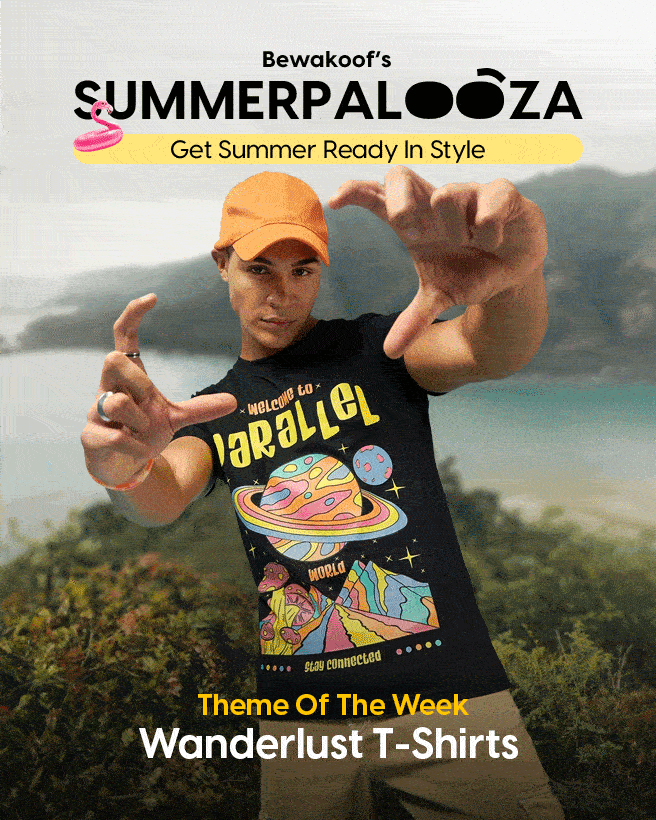 Bewakoof's
SUMMERPALOOZA
Get Summer Ready In Style
WELCOME to
PARALLEL
WORLD
Stay connected
Theme Of The Week
Wanderlust T-Shirts